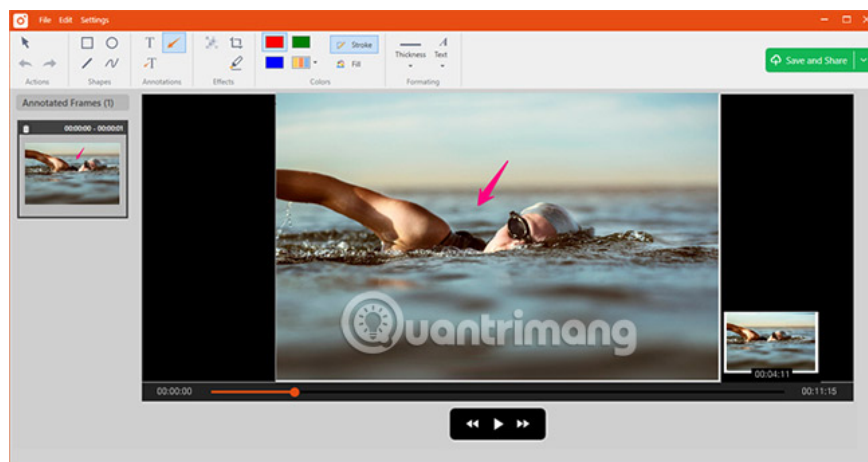 File Edit Settings
T
T
A
Stroke
Fill
Thickness Text
Save and Share
Actions Shapes Annotations Effects Colors Formating
Annotated Frames (1)
00:00:00 - 00:00:01
Quantrimang
00:04:11
00:00:00
00:11:15